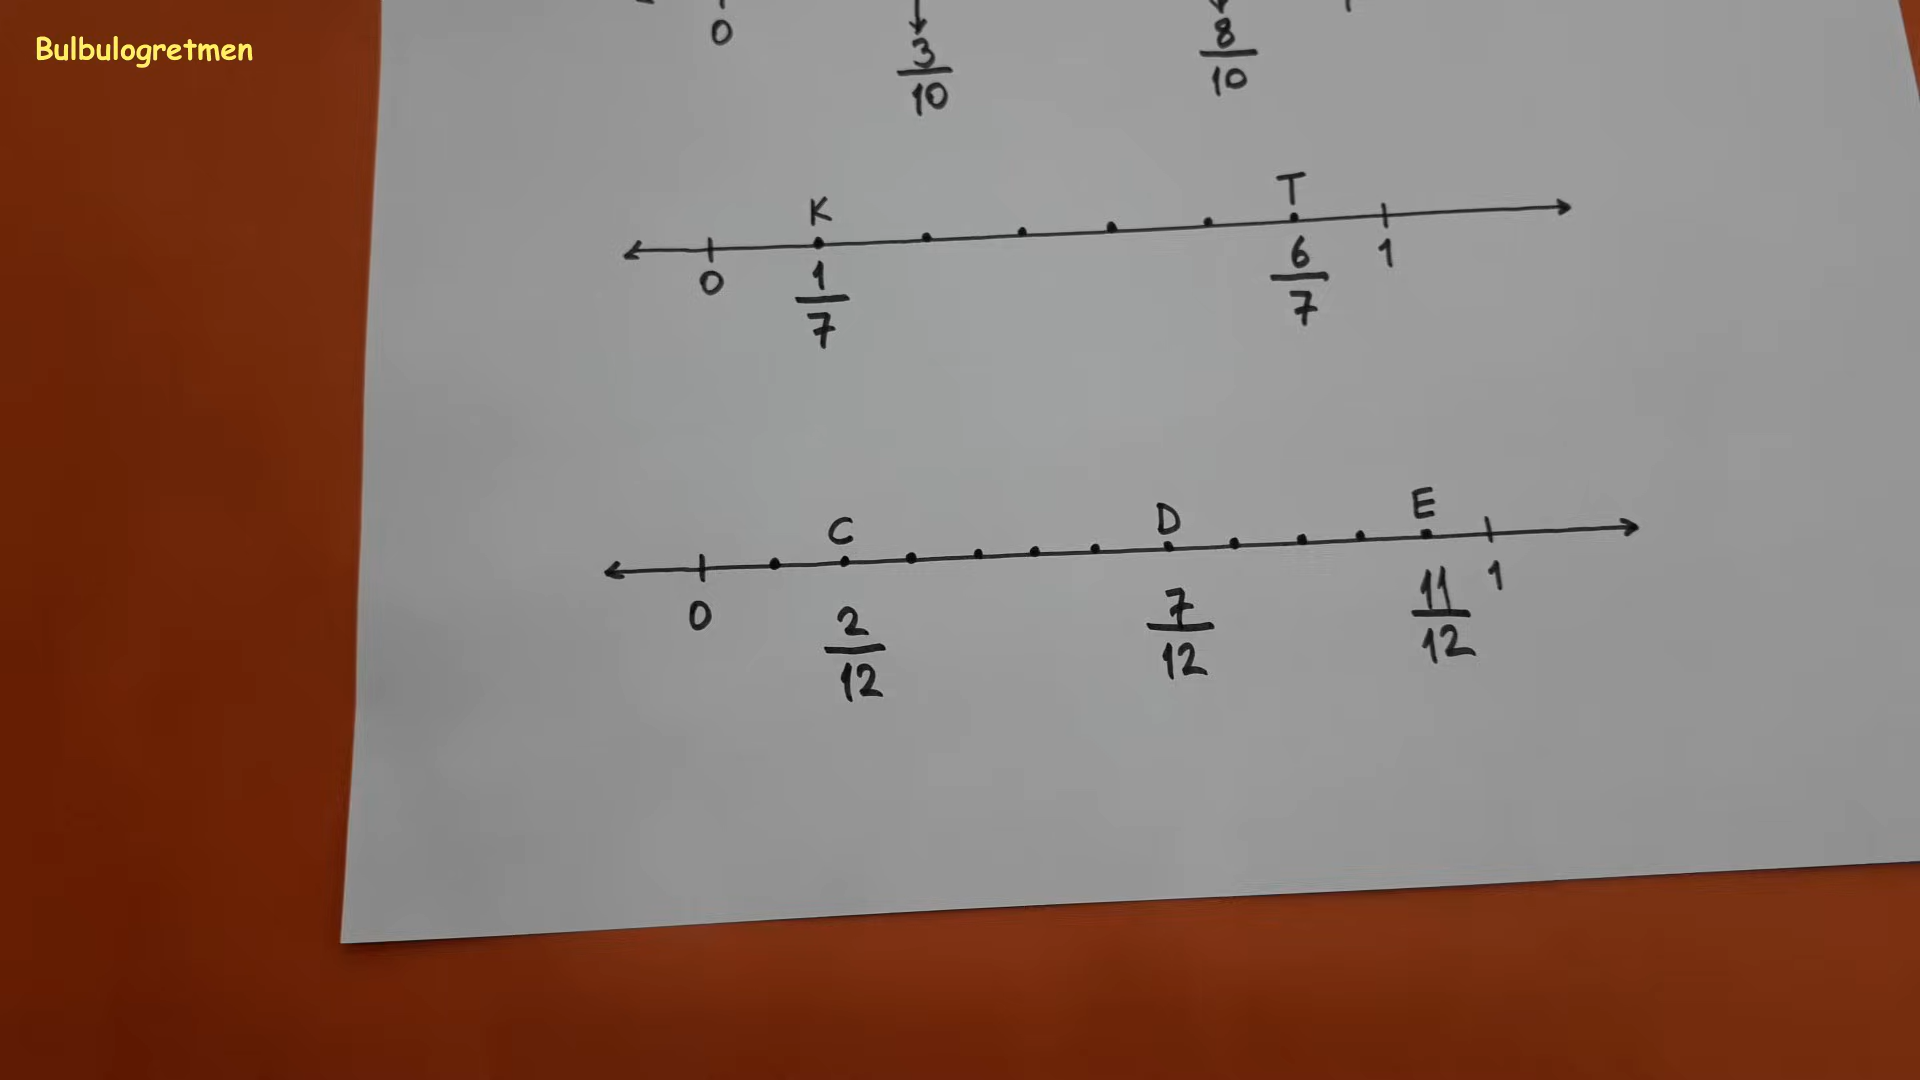 Bulbulogretmen
0 3/10 8/10
K T
0 1/7 6/7 1
C D E
0 2/12 7/12 11/12 1